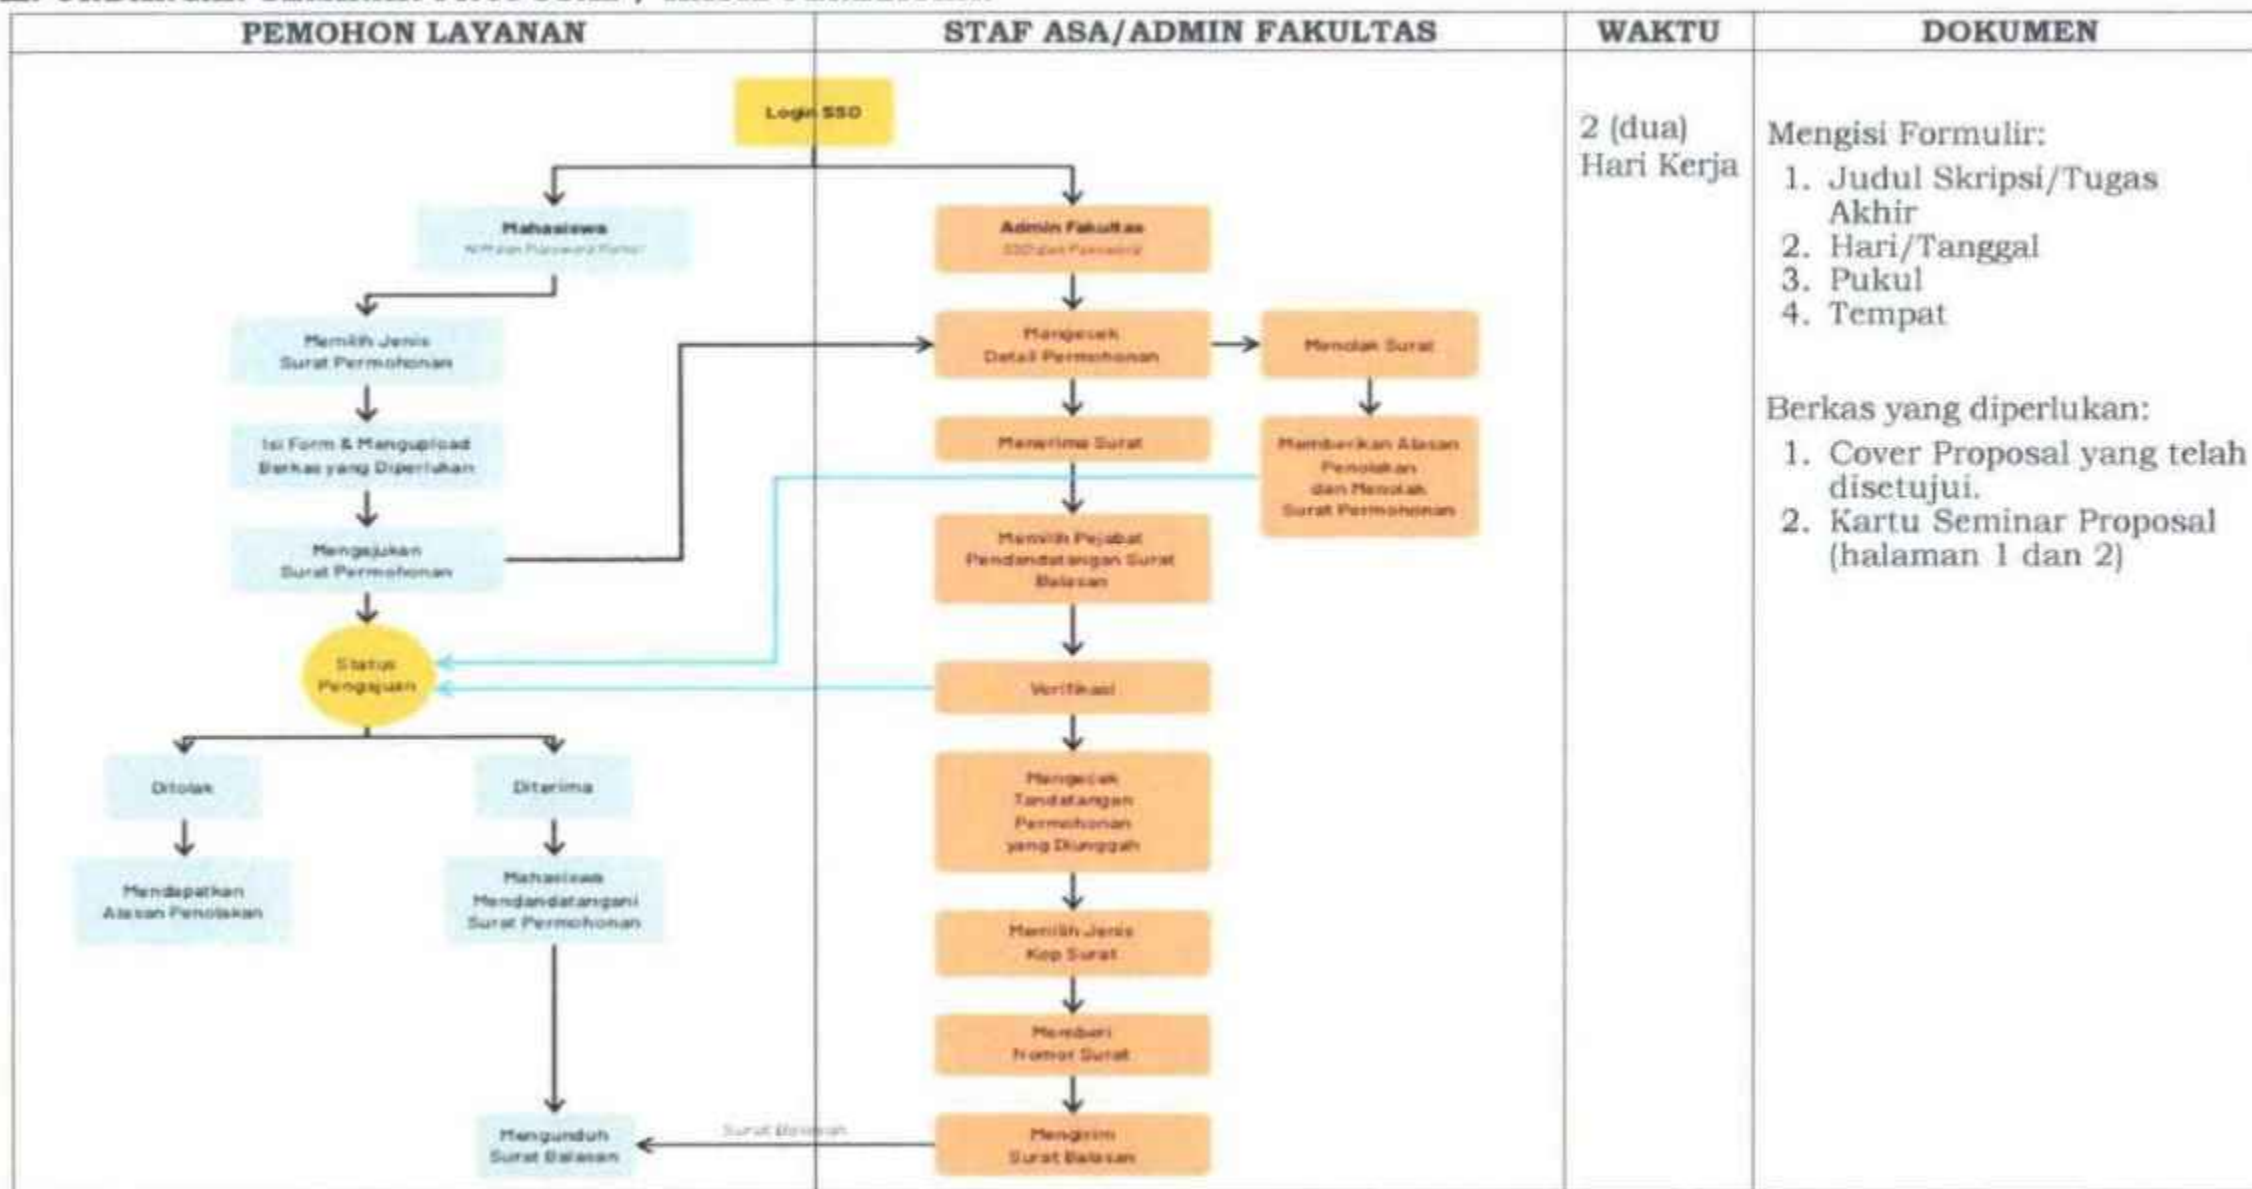 PEMOHON LAYANAN
STAF ASA/ADMIN FAKULTAS
WAKTU
DOKUMEN
Login SSO
Mahasiswa
Admin Fakultas
SSO dan Password
Memilih Jenis
Surat Permohonan
Isi Form & Mengupload
Berkas yang Diperlukan
Mengajukan
Surat Permohonan
Status
Pengajuan
Ditolak
Diterima
Mendapatkan
Alasan Penolakan
Mahasiswa
Mendandatangani
Surat Permohonan
Mengunduh
Surat Balasan
Surat Balasan
Mengecek
Detail Permohonan
Menolak Surat
Menerima Surat
Memberikan Alasan
Penolakan
dan Menolak
Surat Permohonan
Memilih Pejabat
Pendandatangan Surat
Balasan
Verifikasi
Mengecek
Tandatangan
Permohonan
yang Diunggah
Memilih Jenis
Kop Surat
Memberi
Nomor Surat
Mengirim
Surat Balasan
2 (dua)
Hari Kerja
Mengisi Formulir:
1. Judul Skripsi/Tugas
Akhir
2. Hari/Tanggal
3. Pukul
4. Tempat
Berkas yang diperlukan:
1. Cover Proposal yang telah
disetujui.
2. Kartu Seminar Proposal
(halaman 1 dan 2)